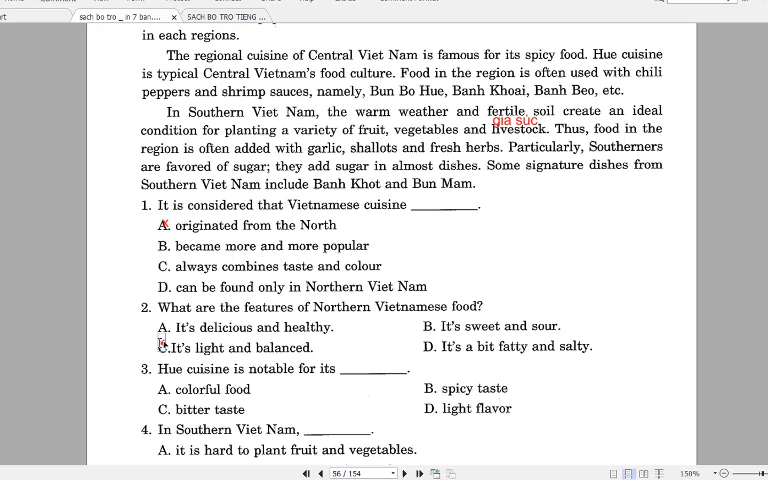 sach bo tro _ in 7 ban.... × SACH BO TRO TIENG ... ×
in each regions.
The regional cuisine of Central Viet Nam is famous for its spicy food. Hue cuisine
is typical Central Vietnam's food culture. Food in the region is often used with chili
peppers and shrimp sauces, namely, Bun Bo Hue, Banh Khoai, Banh Beo, etc.
In Southern Viet Nam, the warm weather and fertile soil create an ideal
gia súc
condition for planting a variety of fruit, vegetables and livestock. Thus, food in the
region is often added with garlic, shallots and fresh herbs. Particularly, Southerners
are favored of sugar; they add sugar in almost dishes. Some signature dishes from
Southern Viet Nam include Banh Khot and Bun Mam.
1. It is considered that Vietnamese cuisine __________.
A. originated from the North
B. became more and more popular
C. always combines taste and colour
D. can be found only in Northern Viet Nam
2. What are the features of Northern Vietnamese food?
A. It's delicious and healthy. B. It's sweet and sour.
C.It's light and balanced. D. It's a bit fatty and salty.
3. Hue cuisine is notable for its __________.
A. colorful food B. spicy taste
C. bitter taste D. light flavor
4. In Southern Viet Nam, __________.
A. it is hard to plant fruit and vegetables.
56 / 154 150%